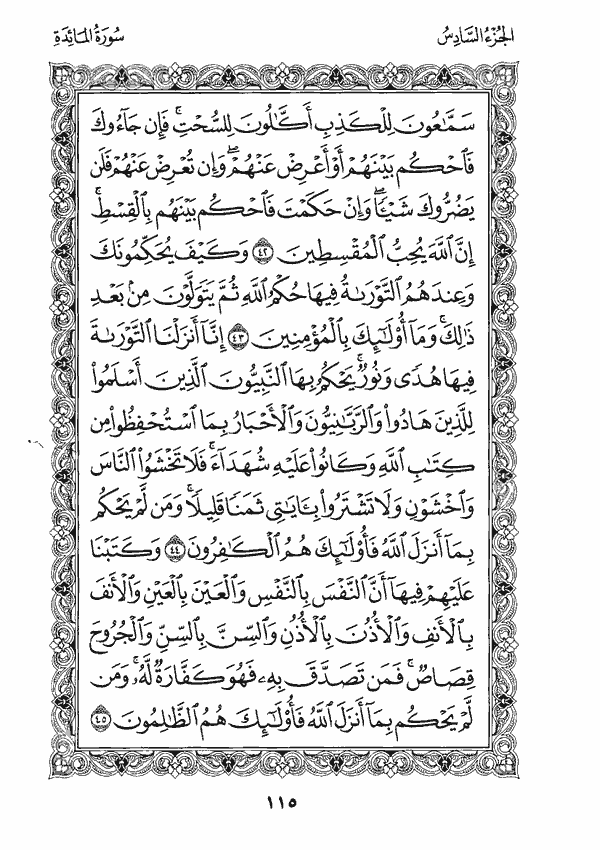 الجُزْءُ السَّادِسُ
سُورَةُ المَائِدَةِ
سَمَّٰعُونَ لِلْكَذِبِ أَكَّٰلُونَ لِلسُّحْتِۚ فَإِن جَآءُوكَ
فَٱحْكُم بَيْنَهُمْ أَوْ أَعْرِضْ عَنْهُمْۖ وَإِن تُعْرِضْ عَنْهُمْ فَلَن
يَضُرُّوكَ شَيْـًٔاۖ وَإِنْ حَكَمْتَ فَٱحْكُم بَيْنَهُم بِٱلْقِسْطِۚ
إِنَّ ٱللَّهَ يُحِبُّ ٱلْمُقْسِطِينَ ٤٢ وَكَيْفَ يُحَكِّمُونَكَ
وَعِندَهُمُ ٱلتَّوْرَىٰةُ فِيهَا حُكْمُ ٱللَّهِ ثُمَّ يَتَوَلَّوْنَ مِنۢ بَعْدِ
ذَٰلِكَۚ وَمَآ أُو۟لَٰٓئِكَ بِٱلْمُؤْمِنِينَ ٤٣ إِنَّآ أَنزَلْنَا ٱلتَّوْرَىٰةَ
فِيهَا هُدًى وَنُورٌۚ يَحْكُمُ بِهَا ٱلنَّبِيُّونَ ٱلَّذِينَ أَسْلَمُوا۟
لِلَّذِينَ هَادُوا۟ وَٱلرَّبَّٰنِيُّونَ وَٱلْأَحْبَارُ بِمَا ٱسْتُحْفِظُوا۟ مِن
كِتَٰبِ ٱللَّهِ وَكَانُوا۟ عَلَيْهِ شُهَدَآءَۚ فَلَا تَخْشَوُا۟ ٱلنَّاسَ
وَٱخْشَوْنِ وَلَا تَشْتَرُوا۟ بِـَٔايَٰتِى ثَمَنًا قَلِيلًاۚ وَمَن لَّمْ يَحْكُم
بِمَآ أَنزَلَ ٱللَّهُ فَأُو۟لَٰٓئِكَ هُمُ ٱلْكَٰفِرُونَ ٤٤ وَكَتَبْنَا
عَلَيْهِمْ فِيهَآ أَنَّ ٱلنَّفْسَ بِٱلنَّفْسِ وَٱلْعَيْنَ بِٱلْعَيْنِ وَٱلْأَنفَ
بِٱلْأَنفِ وَٱلْأُذُنَ بِٱلْأُذُنِ وَٱلسِّنَّ بِٱلسِّنِّ وَٱلْجُرُوحَ
قِصَاصٌۚ فَمَن تَصَدَّقَ بِهِۦ فَهُوَ كَفَّارَةٌ لَّهُۥۚ وَمَن
لَّمْ يَحْكُم بِمَآ أَنزَلَ ٱللَّهُ فَأُو۟لَٰٓئِكَ هُمُ ٱلظَّٰلِمُونَ ٤٥
١١٥